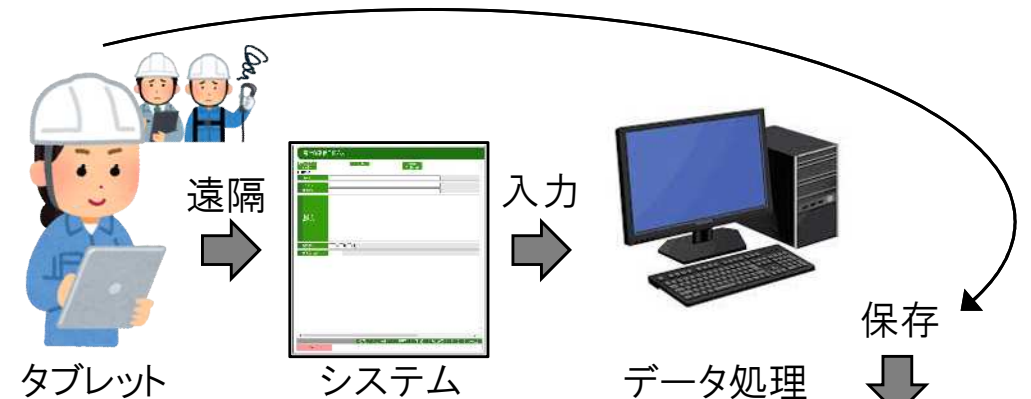 遠隔
入力
保存
タブレット
システム
データ処理